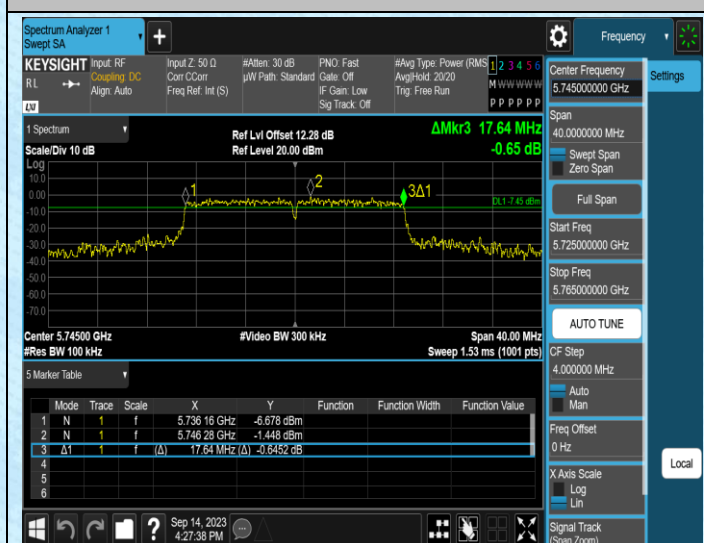 Spectrum Analyzer 1
Swept SA
+
Frequency
KEYSIGHT Input: RF Input Z: 50 Ω #Atten: 30 dB PNO: Fast #Avg Type: Power (RMS 1 2 3 4 5 6
RL Coupling: DC Corr CCorr µW Path: Standard Gate: Off Avg|Hold: 20/20 M W W W W W
Align: Auto Freq Ref: Int (S) IF Gain: Low Trig: Free Run
Sig Track: Off P P P P P P
Center Frequency
5.745000000 GHz
Settings
Span
40.0000000 MHz
Swept Span
Zero Span
Full Span
Start Freq
5.725000000 GHz
Stop Freq
5.765000000 GHz
AUTO TUNE
CF Step
4.000000 MHz
Auto
Man
Freq Offset
0 Hz
X Axis Scale
Log
Lin
Signal Track
(Span Zoom)
Local
1 Spectrum
Ref Lvl Offset 12.28 dB ΔMkr3 17.64 MHz
Scale/Div 10 dB Ref Level 20.00 dBm -0.65 dB
Log
10.0
0.00
-10.0
-20.0
-30.0
-40.0
-50.0
-60.0
-70.0
1
2
3Δ1
DL1 -7.45 dBm
Center 5.74500 GHz #Video BW 300 kHz Span 40.00 MHz
#Res BW 100 kHz Sweep 1.53 ms (1001 pts)
5 Marker Table
Mode Trace Scale X Y Function Function Width Function Value
1 N 1 f 5.736 16 GHz -6.678 dBm
2 N 1 f 5.746 28 GHz -1.448 dBm
3 Δ1 1 f (Δ) 17.64 MHz (Δ) -0.6452 dB
4
5
6
?
Sep 14, 2023
4:27:38 PM